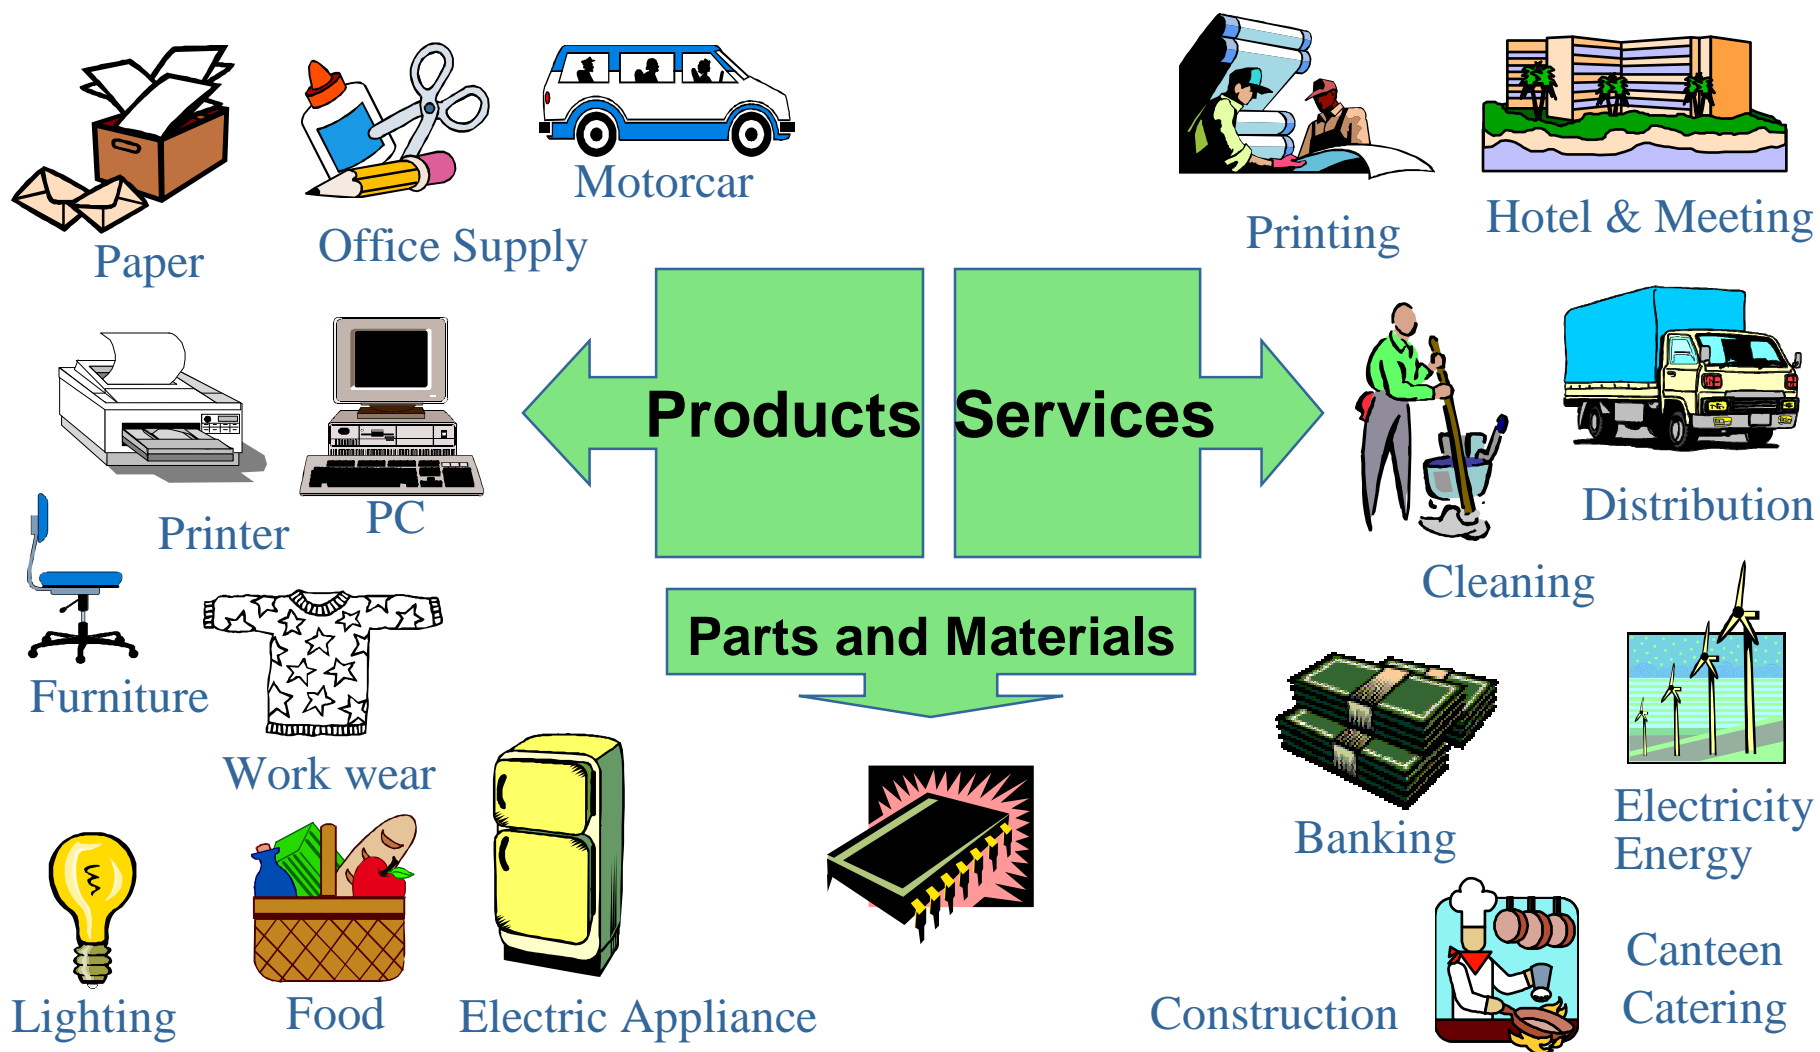 Motorcar
Paper
Office Supply
Printing
Hotel & Meeting
Products
Services
Printer
PC
Distribution
Cleaning
Parts and Materials
Furniture
Work wear
Banking
Electricity
Energy
Lighting
Food
Electric Appliance
Construction
Canteen
Catering